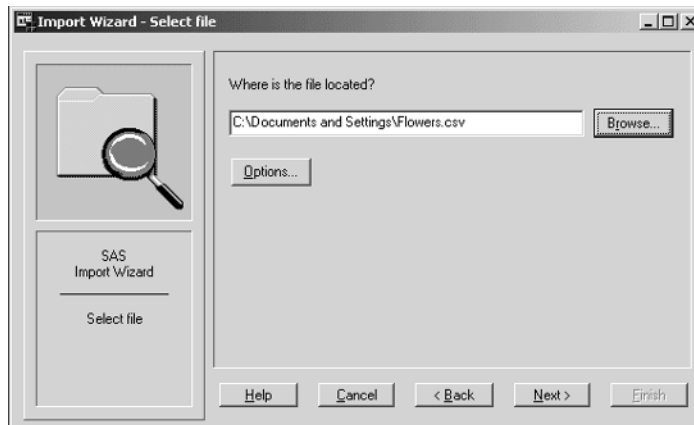 Import Wizard - Select file
Where is the file located?
C:\Documents and Settings\Flowers.csv
Browse...
Options...
SAS
Import Wizard
Select file
Help
Cancel
< Back
Next >
Finish